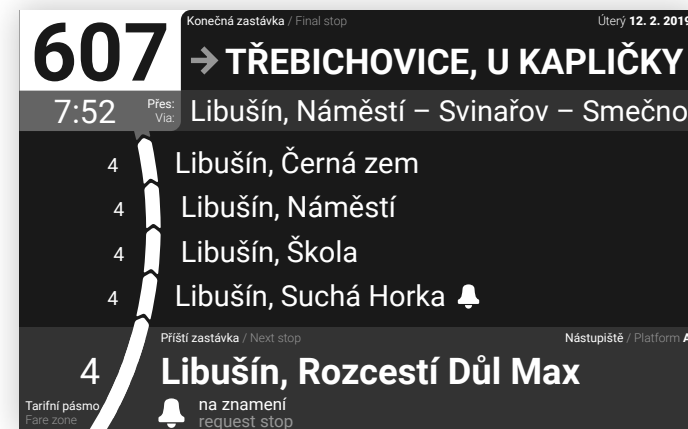 607
Konečná zastávka / Final stop
Úterý 12. 2. 2019
TŘEBICHOVICE, U KAPLIČKY
7:52
Přes:
Via:
Libušín, Náměstí – Svinařov – Smečno
4 Libušín, Černá zem
4 Libušín, Náměstí
4 Libušín, Škola
4 Libušín, Suchá Horka
Příští zastávka / Next stop
Nástupiště / Platform A
4 Libušín, Rozcestí Důl Max
Tarifní pásmo
Fare zone
na znamení
request stop